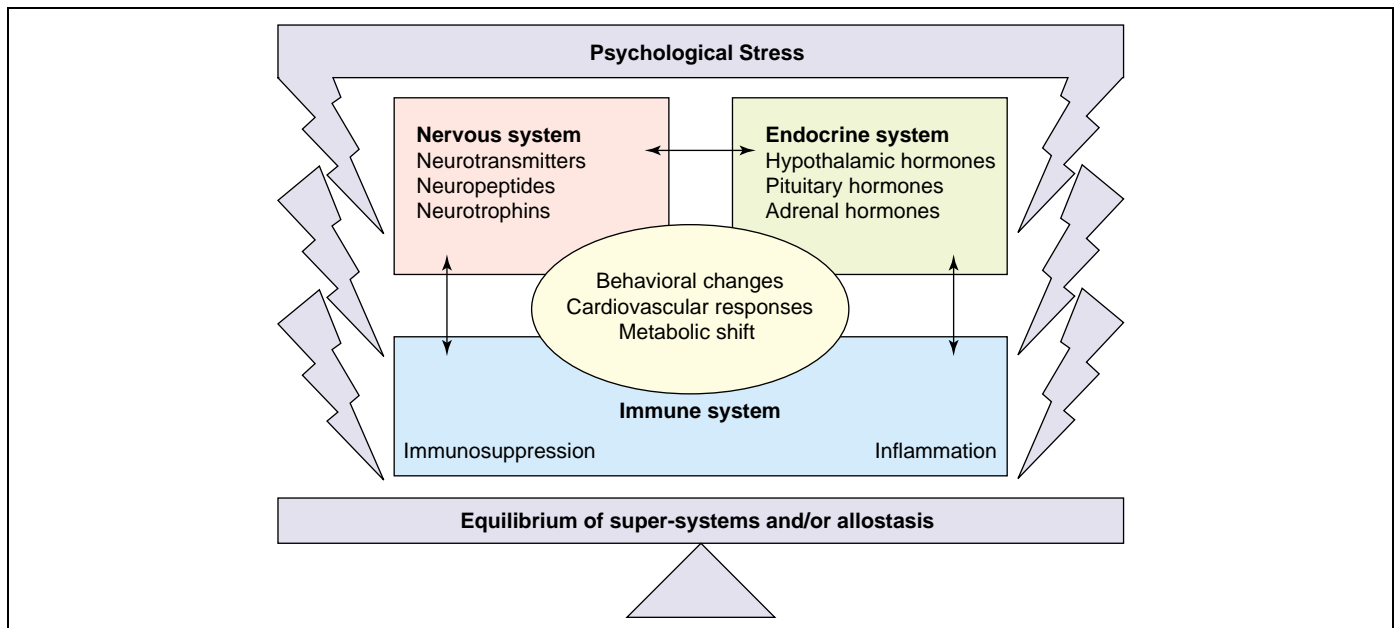 Psychological Stress
Nervous system
Neurotransmitters
Neuropeptides
Neurotrophins
Endocrine system
Hypothalamic hormones
Pituitary hormones
Adrenal hormones
Behavioral changes
Cardiovascular responses
Metabolic shift
Immune system
Immunosuppression
Inflammation
Equilibrium of super-systems and/or allostasis